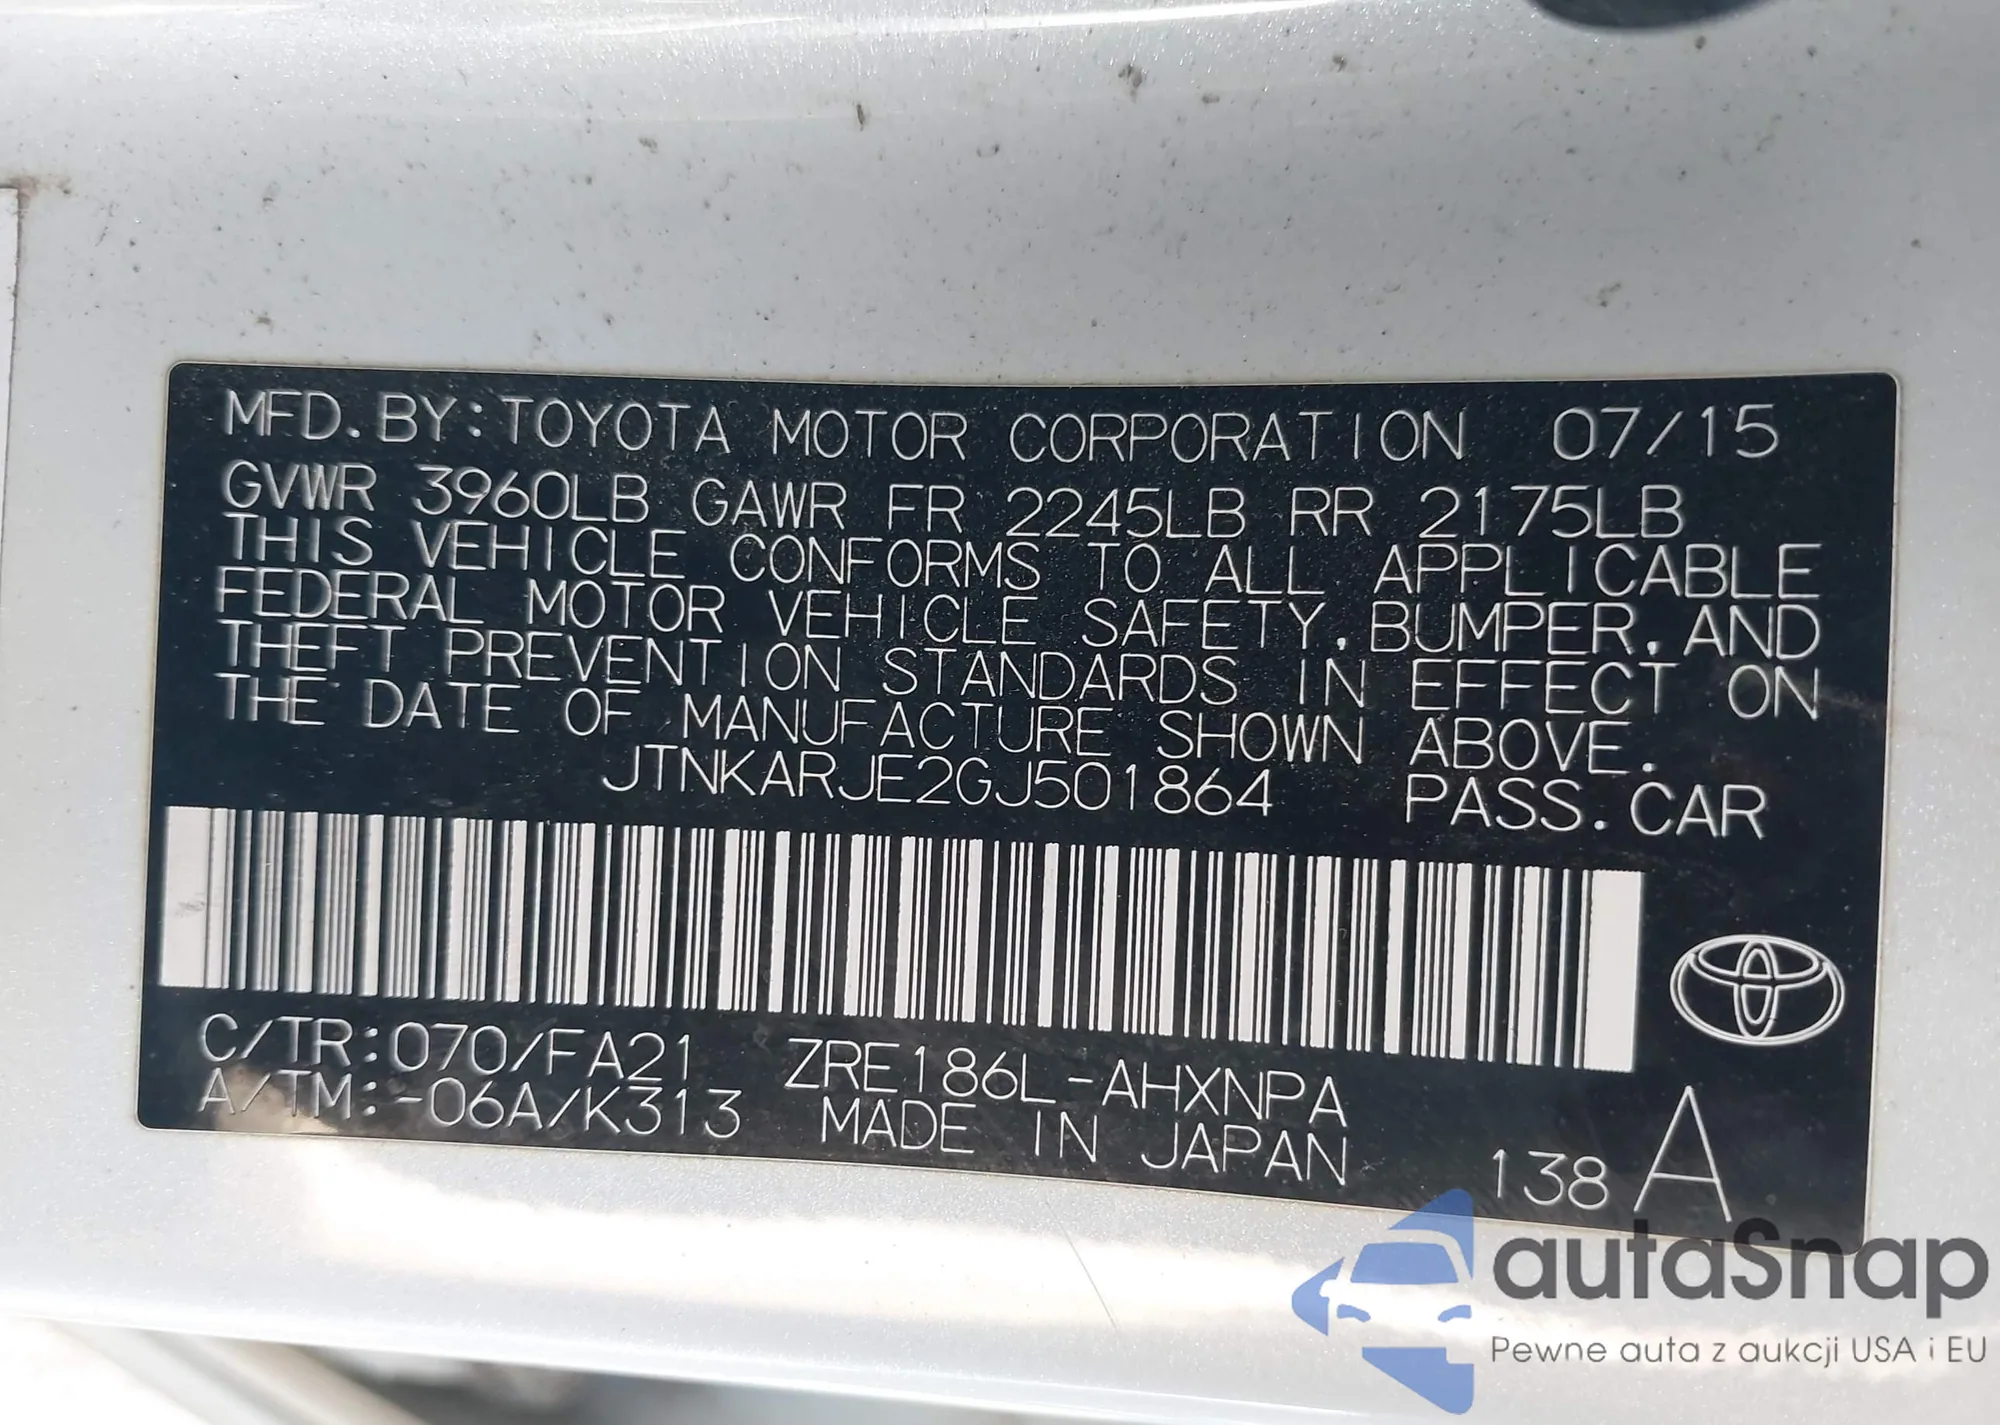 MFD. BY: TOYOTA MOTOR CORPORATION 07/15
GVWR 3960LB GAWR FR 2245LB RR 2175LB
THIS VEHICLE CONFORMS TO ALL APPLICABLE
FEDERAL MOTOR VEHICLE SAFETY, BUMPER, AND
THEFT PREVENTION STANDARDS IN EFFECT ON
THE DATE OF MANUFACTURE SHOWN ABOVE.
JTNKARJE2GJ501864 PASS. CAR
C/TR: 070/FA21 ZRE186L-AHXNPA
A/TM: -06A/K313 MADE IN JAPAN
138 A
autaSnap
Pewne auta z aukcji USA i EU